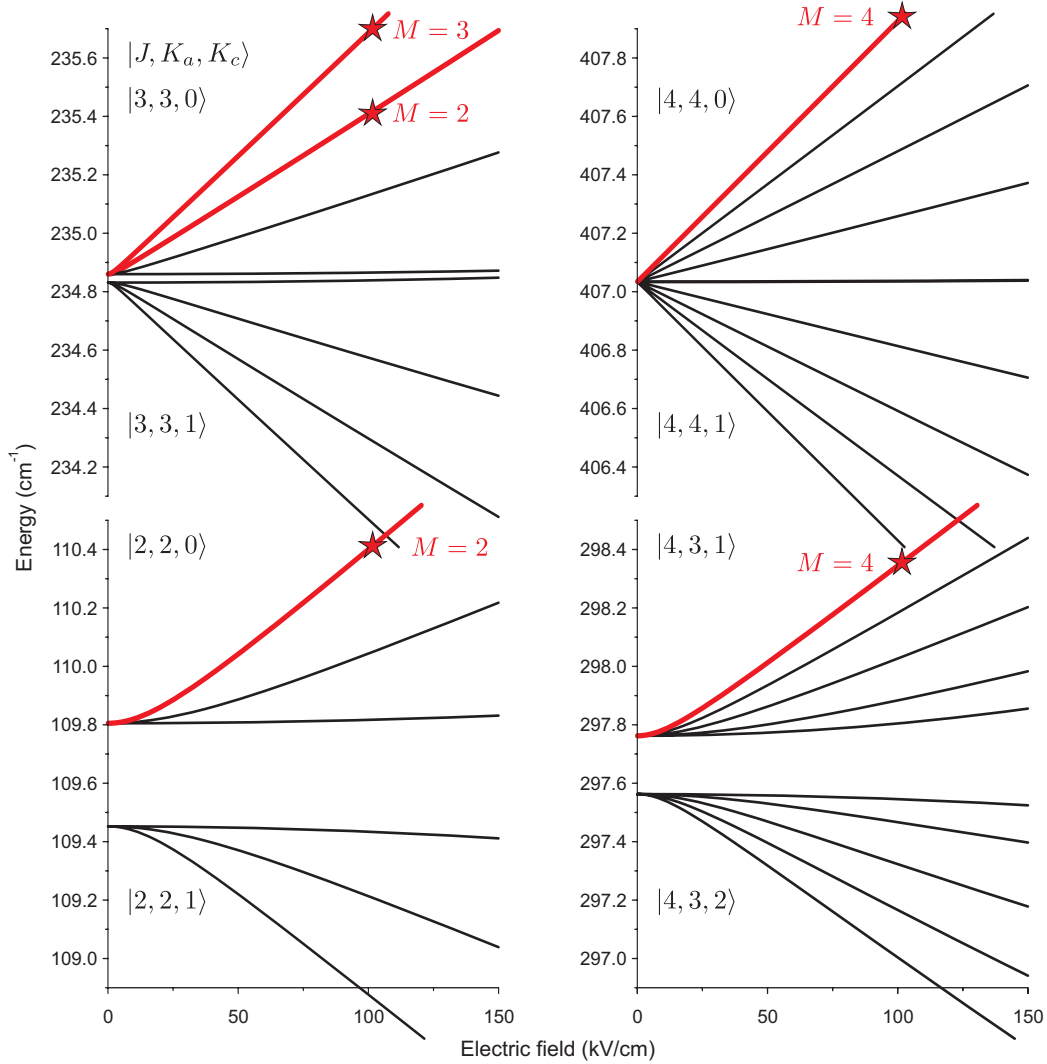 Energy (cm⁻¹)
235.6
235.4
235.2
235.0
234.8
234.6
234.4
234.2
|J, Kₐ, K_c⟩
|3, 3, 0⟩
M = 3
M = 2
|3, 3, 1⟩
407.8
407.6
407.4
407.2
407.0
406.8
406.6
406.4
M = 4
|4, 4, 0⟩
|4, 4, 1⟩
110.4
110.2
110.0
109.8
109.6
109.4
109.2
109.0
|2, 2, 0⟩
M = 2
|2, 2, 1⟩
0
50
100
150
298.4
298.2
298.0
297.8
297.6
297.4
297.2
297.0
|4, 3, 1⟩
M = 4
|4, 3, 2⟩
0
50
100
150
Electric field (kV/cm)